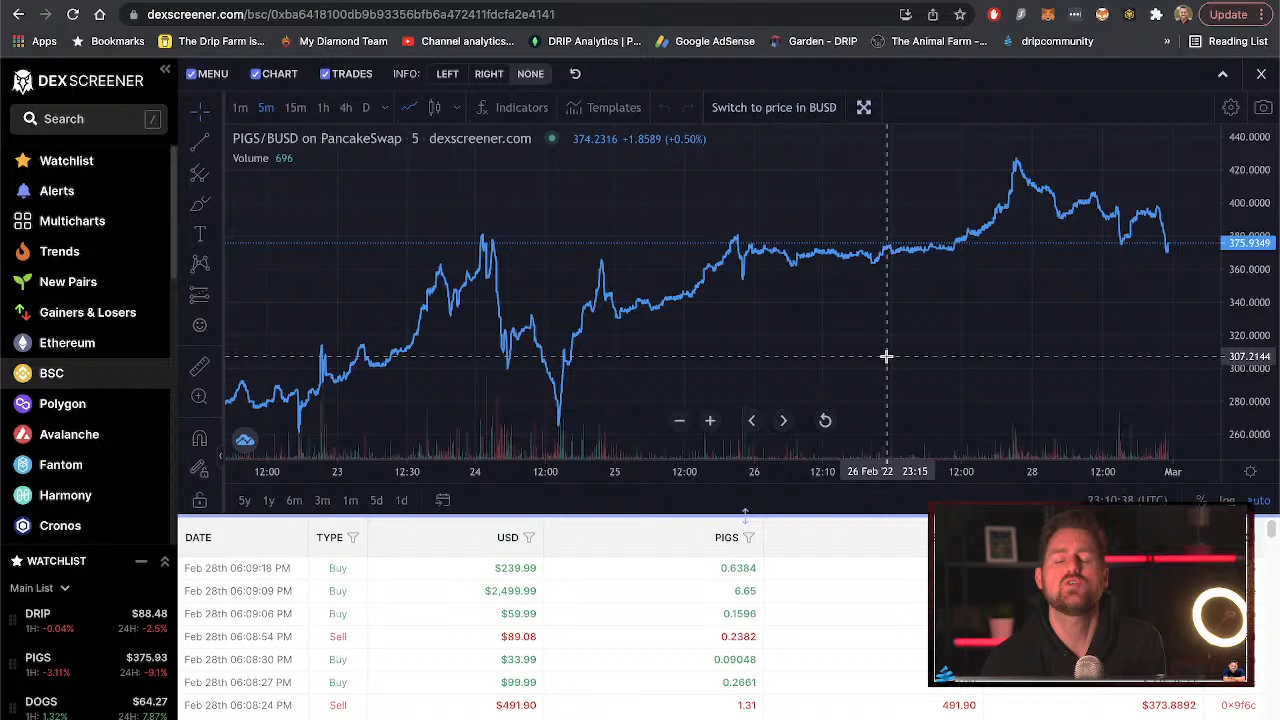 dexscreener.com/bsc/0xba6418100db9b93356bfb6a472411fdcfa2e4141
Update
Apps
Bookmarks
The Drip Farm is...
My Diamond Team
Channel analytics...
DRIP Analytics | P...
Google AdSense
Garden - DRIP
The Animal Farm -...
dripcommunity
»
Reading List
DEX SCREENER
MENU
CHART
TRADES
INFO:
LEFT
RIGHT
NONE
Search
/
1m
5m
15m
1h
4h
D
Indicators
Templates
Switch to price in BUSD
PIGS/BUSD on PancakeSwap · 5 · dexscreener.com
374.2316 +1.8589 (+0.50%)
Volume 696
Watchlist
Alerts
Multicharts
Trends
New Pairs
Gainers & Losers
Ethereum
BSC
Polygon
Avalanche
Fantom
Harmony
Cronos
440.0000
420.0000
400.0000
375.9349
360.0000
340.0000
320.0000
307.2144
300.0000
280.0000
260.0000
12:00
23
12:30
24
12:00
25
12:00
26
12:10
26 Feb '22 23:15
12:00
28
12:00
Mar
5y
1y
6m
3m
1m
5d
1d
23:10:38 (UTC)
%
log
auto
WATCHLIST
Main List
DRIP $88.48
1H: -0.04% 24H: -2.5%
PIGS $375.93
1H: -3.11% 24H: -9.1%
DOGS $64.27
1H: 1.32% 24H: 7.87%
DATE TYPE USD PIGS
Feb 28th 06:09:18 PM Buy $239.99 0.6384
Feb 28th 06:09:09 PM Buy $2,499.99 6.65
Feb 28th 06:09:06 PM Buy $59.99 0.1596
Feb 28th 06:08:54 PM Sell $89.08 0.2382
Feb 28th 06:08:30 PM Buy $33.99 0.09048
Feb 28th 06:08:27 PM Buy $99.99 0.2661
Feb 28th 06:08:24 PM Sell $491.90 1.31 491.90 $373.8892 0x9f6c